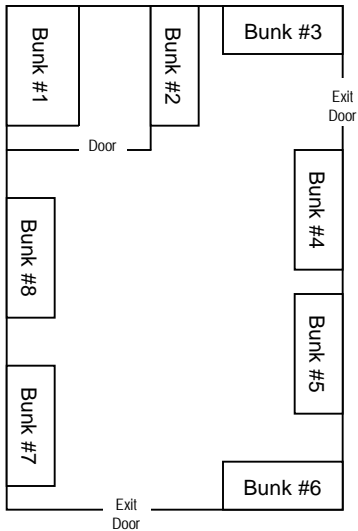 Bunk #1
Bunk #2
Bunk #3
Exit
Door
Door
Bunk #4
Bunk #8
Bunk #5
Bunk #7
Bunk #6
Exit
Door